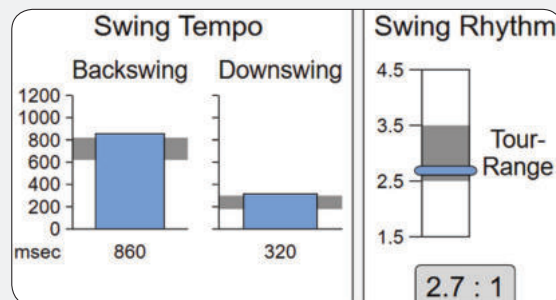 Swing Tempo
Backswing Downswing
1200
1000
800
600
400
200
0
msec 860 320
Swing Rhythm
4.5
3.5
Tour-
Range
2.5
1.5
2.7 : 1